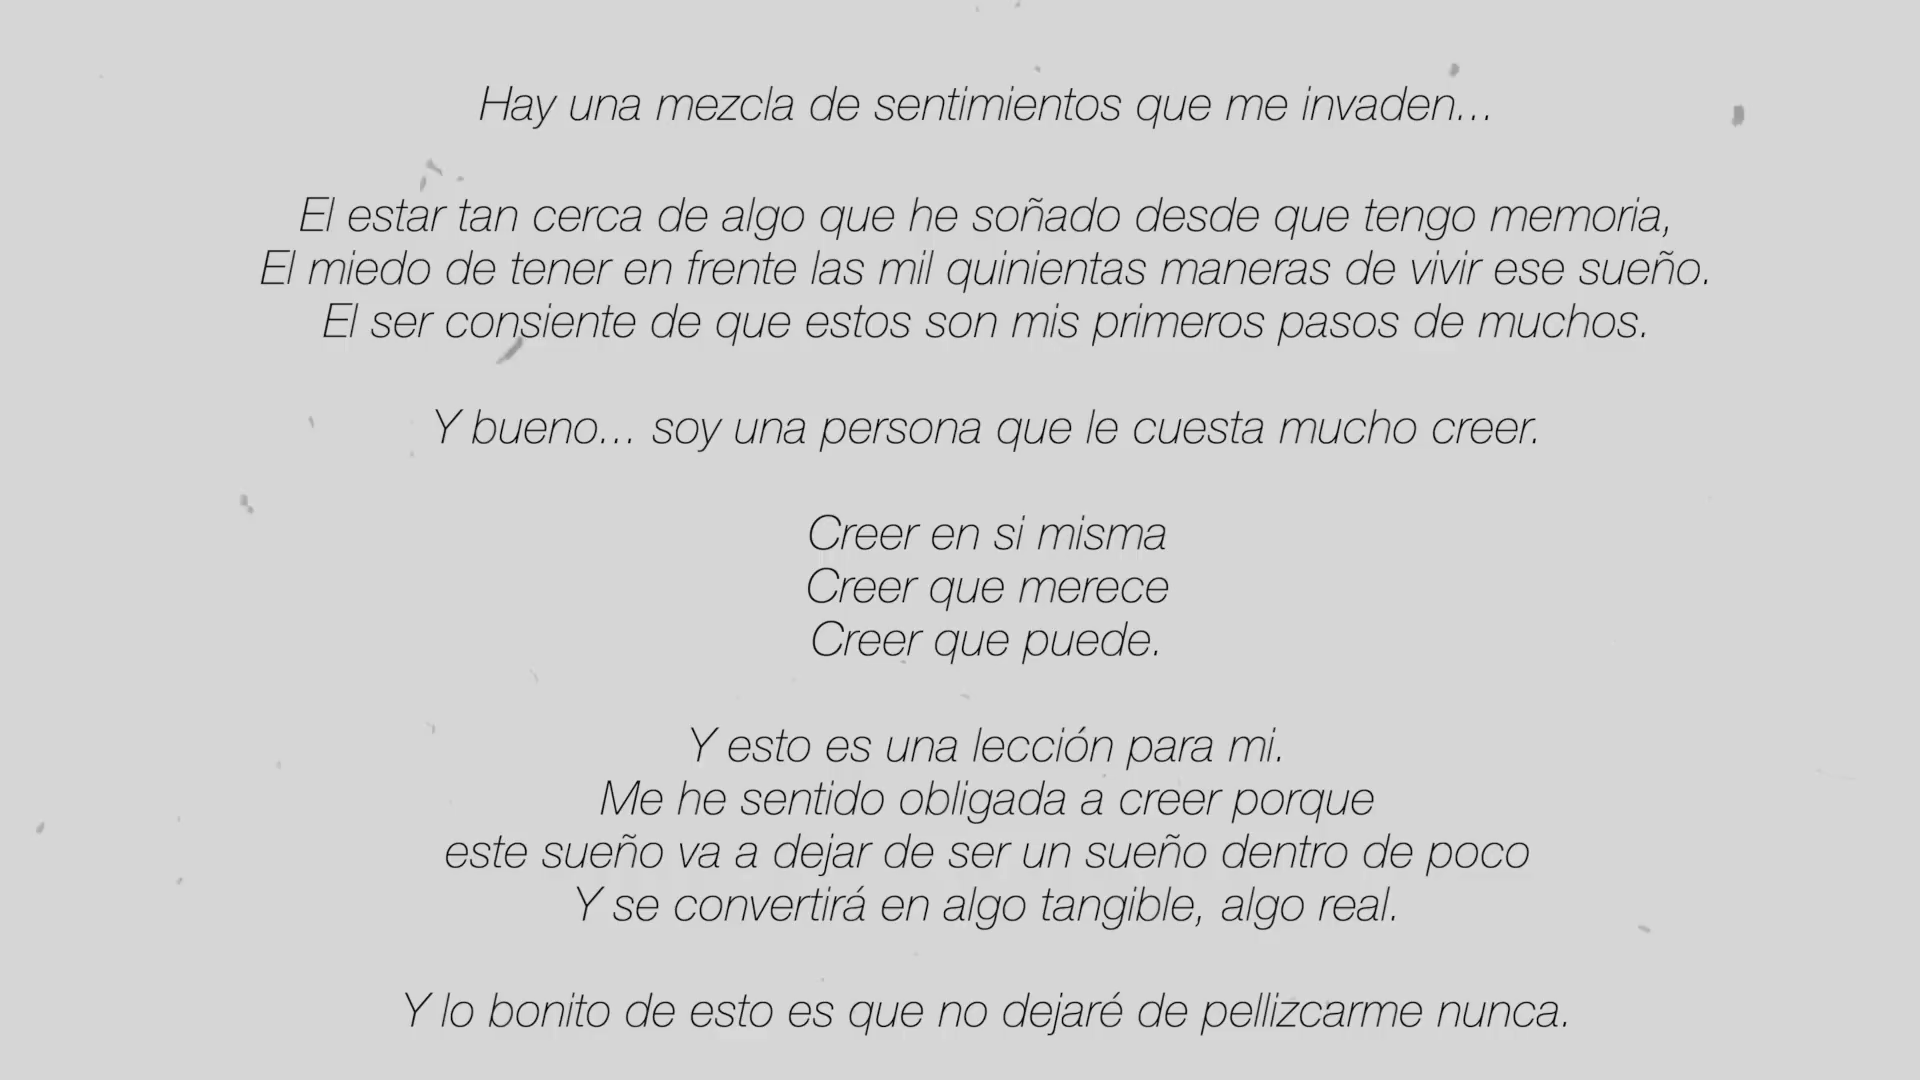 Hay una mezcla de sentimientos que me invaden...
El estar tan cerca de algo que he soñado desde que tengo memoria,
El miedo de tener en frente las mil quinientas maneras de vivir ese sueño.
El ser consiente de que estos son mis primeros pasos de muchos.
Y bueno... soy una persona que le cuesta mucho creer.
Creer en si misma
Creer que merece
Creer que puede.
Y esto es una lección para mi.
Me he sentido obligada a creer porque
este sueño va a dejar de ser un sueño dentro de poco
Y se convertirá en algo tangible, algo real.
Y lo bonito de esto es que no dejaré de pellizcarme nunca.